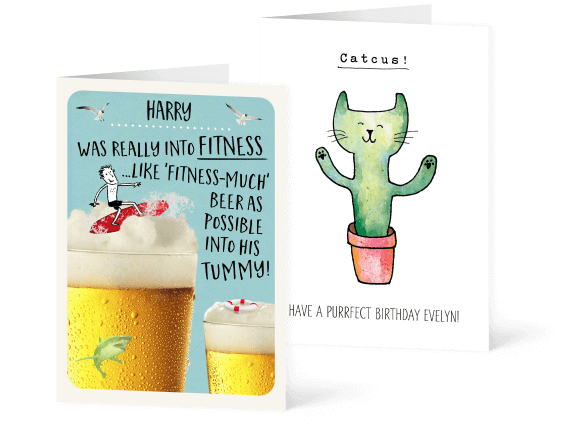 HARRY
WAS REALLY INTO FITNESS
...LIKE 'FITNESS-MUCH'
BEER AS
POSSIBLE
INTO HIS
TUMMY!
Catcus!
HAVE A PURRFECT BIRTHDAY EVELYN!